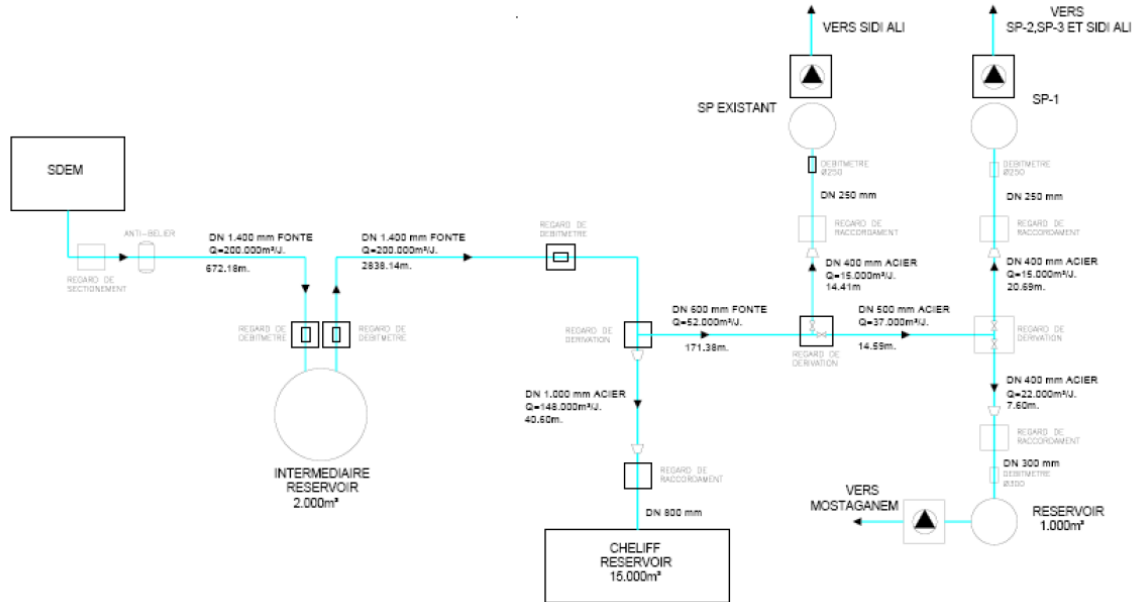 VERS SIDI ALI
VERS
SP-2,SP-3 ET SIDI ALI
SP EXISTANT
SP-1
SDEM
DEBITMETRE
Ø250
DEBITMETRE
Ø250
DN 250 mm
DN 250 mm
ANTI-BELIER
DN 1.400 mm FONTE
Q=200.000m³/J.
672.18m.
DN 1.400 mm FONTE
Q=200.000m³/J.
2838.14m.
REGARD DE
DEBITMETRE
REGARD DE
RACCORDAMENT
REGARD DE
RACCORDAMENT
REGARD DE
SECTIONEMENT
DN 400 mm ACIER
Q=15.000m³/J.
14.41m.
DN 400 mm ACIER
Q=15.000m³/J.
20.69m.
REGARD DE
DEBITMETRE
REGARD DE
DEBITMETRE
REGARD DE
DERIVATION
DN 600 mm FONTE
Q=52.000m³/J.
171.38m.
REGARD DE
DERIVATION
DN 500 mm ACIER
Q=37.000m³/J.
14.59m.
REGARD DE
DERIVATION
DN 1.000 mm ACIER
Q=148.000m³/J.
40.60m.
DN 400 mm ACIER
Q=22.000m³/J.
7.60m.
REGARD DE
RACCORDAMENT
REGARD DE
RACCORDAMENT
INTERMEDIAIRE
RESERVOIR
2.000m³
DN 300 mm
DEBITMETRE
Ø300
DN 800 mm
VERS
MOSTAGANEM
RESERVOIR
1.000m³
CHELIFF
RESERVOIR
15.000m³